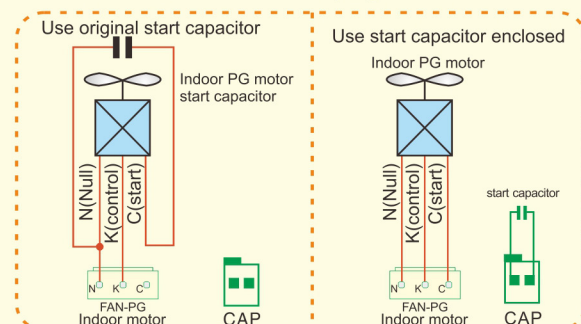 Use original start capacitor
Indoor PG motor
start capacitor
N(Null)
K(control)
C(start)
N K C
FAN-PG
Indoor motor
CAP
Use start capacitor enclosed
Indoor PG motor
N(Null)
K(control)
C(start)
start capacitor
N K C
FAN-PG
Indoor motor
CAP